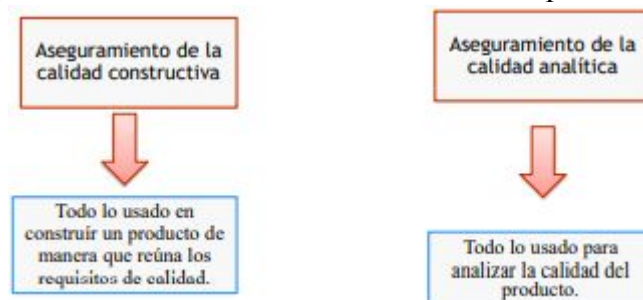 Aseguramiento de la
calidad constructiva
Todo lo usado en
construir un producto de
manera que reúna los
requisitos de calidad.
Aseguramiento de la
calidad analítica
Todo lo usado para
analizar la calidad del
producto.